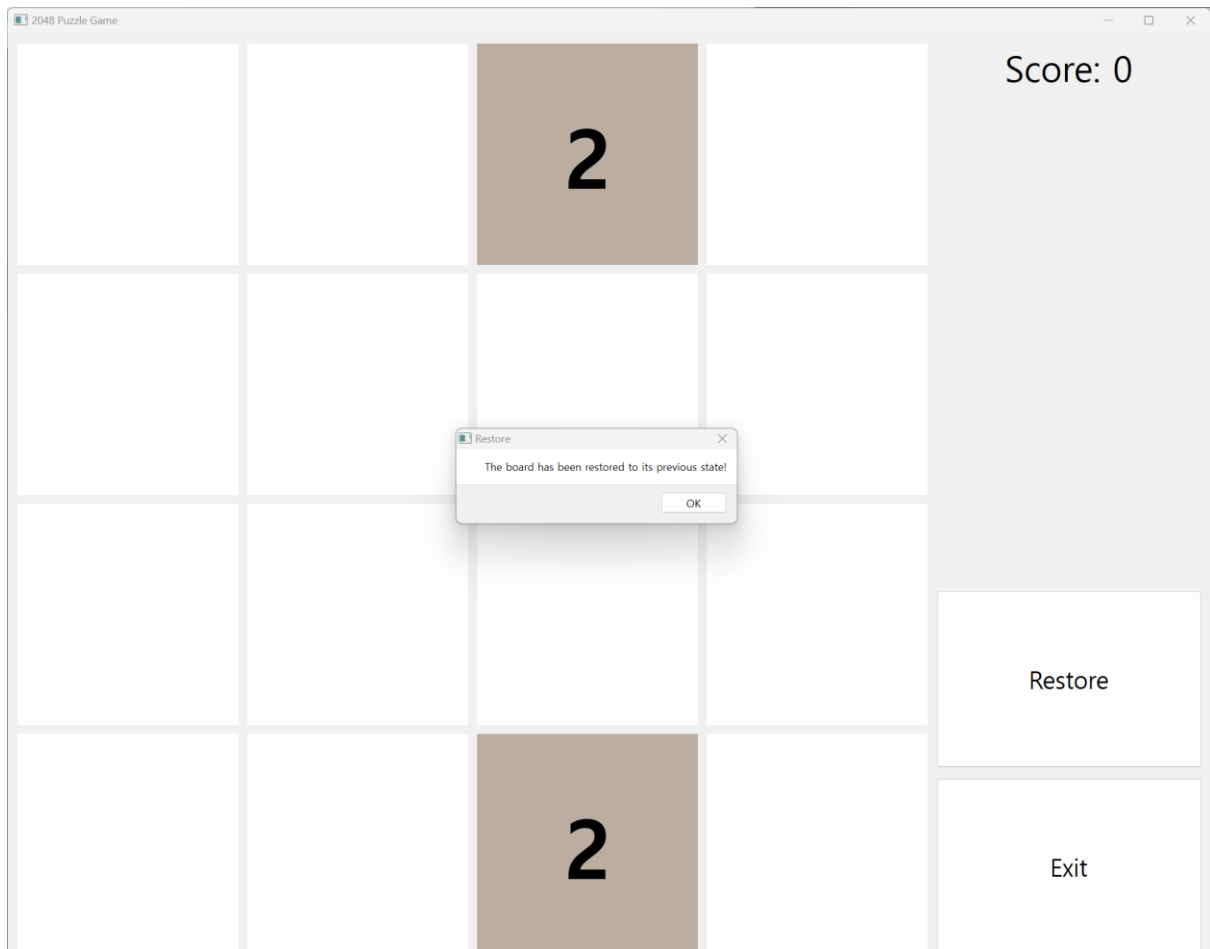 2048 Puzzle Game
Score: 0
2
Restore
The board has been restored to its previous state!
OK
Restore
2
Exit